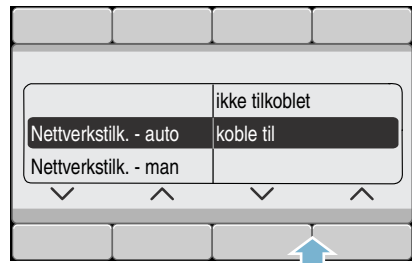 ikke tilkoblet
Nettverkstilk. - auto koble til
Nettverkstilk. - man